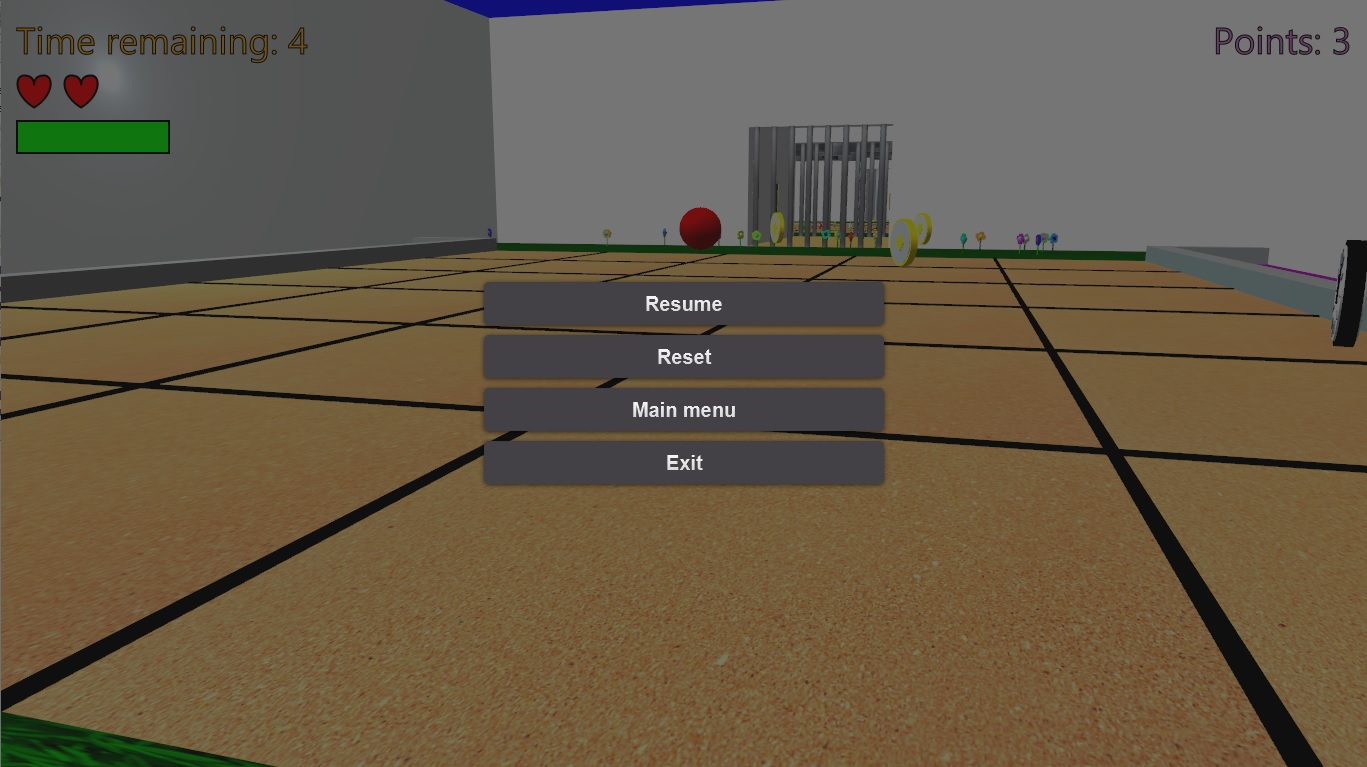 Time remaining: 4
Points: 3
Resume
Reset
Main menu
Exit